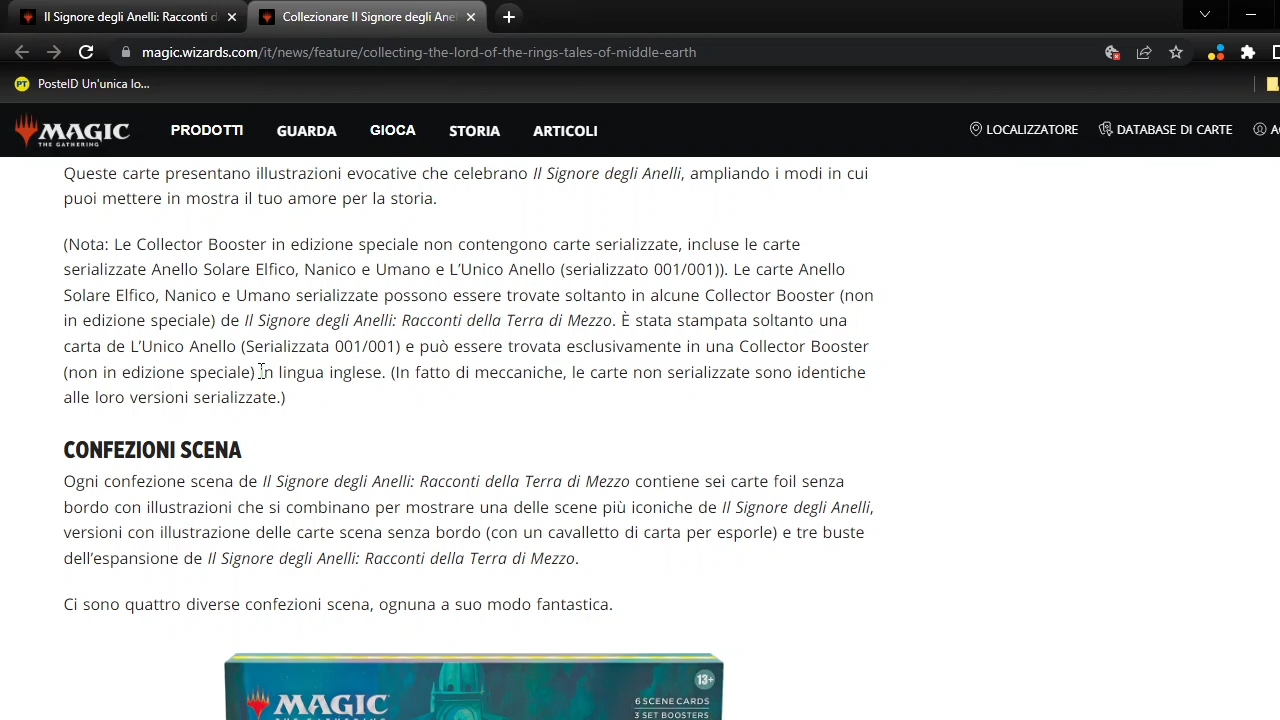 Il Signore degli Anelli: Racconti d
Collezionare Il Signore degli Anel
magic.wizards.com/it/news/feature/collecting-the-lord-of-the-rings-tales-of-middle-earth
PT PosteID Un'unica lo...
MAGIC THE GATHERING PRODOTTI GUARDA GIOCA STORIA ARTICOLI LOCALIZZATORE DATABASE DI CARTE
Queste carte presentano illustrazioni evocative che celebrano Il Signore degli Anelli, ampliando i modi in cui
puoi mettere in mostra il tuo amore per la storia.
(Nota: Le Collector Booster in edizione speciale non contengono carte serializzate, incluse le carte
serializzate Anello Solare Elfico, Nanico e Umano e L’Unico Anello (serializzato 001/001)). Le carte Anello
Solare Elfico, Nanico e Umano serializzate possono essere trovate soltanto in alcune Collector Booster (non
in edizione speciale) de Il Signore degli Anelli: Racconti della Terra di Mezzo. È stata stampata soltanto una
carta de L’Unico Anello (Serializzata 001/001) e può essere trovata esclusivamente in una Collector Booster
(non in edizione speciale) in lingua inglese. (In fatto di meccaniche, le carte non serializzate sono identiche
alle loro versioni serializzate.)
CONFEZIONI SCENA
Ogni confezione scena de Il Signore degli Anelli: Racconti della Terra di Mezzo contiene sei carte foil senza
bordo con illustrazioni che si combinano per mostrare una delle scene più iconiche de Il Signore degli Anelli,
versioni con illustrazione delle carte scena senza bordo (con un cavalletto di carta per esporle) e tre buste
dell’espansione de Il Signore degli Anelli: Racconti della Terra di Mezzo.
Ci sono quattro diverse confezioni scena, ognuna a suo modo fantastica.
13+
MAGIC
6 SCENE CARDS
3 SET BOOSTERS